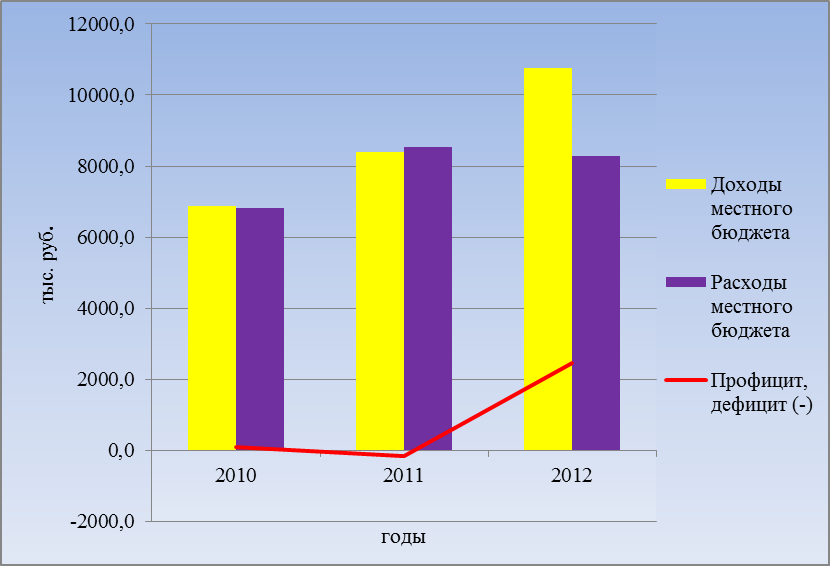 12000,0
10000,0
8000,0
6000,0
4000,0
2000,0
0,0
-2000,0
тыс. руб.
2010
2011
2012
годы
Доходы
местного
бюджета
Расходы
местного
бюджета
Профицит,
дефицит (-)